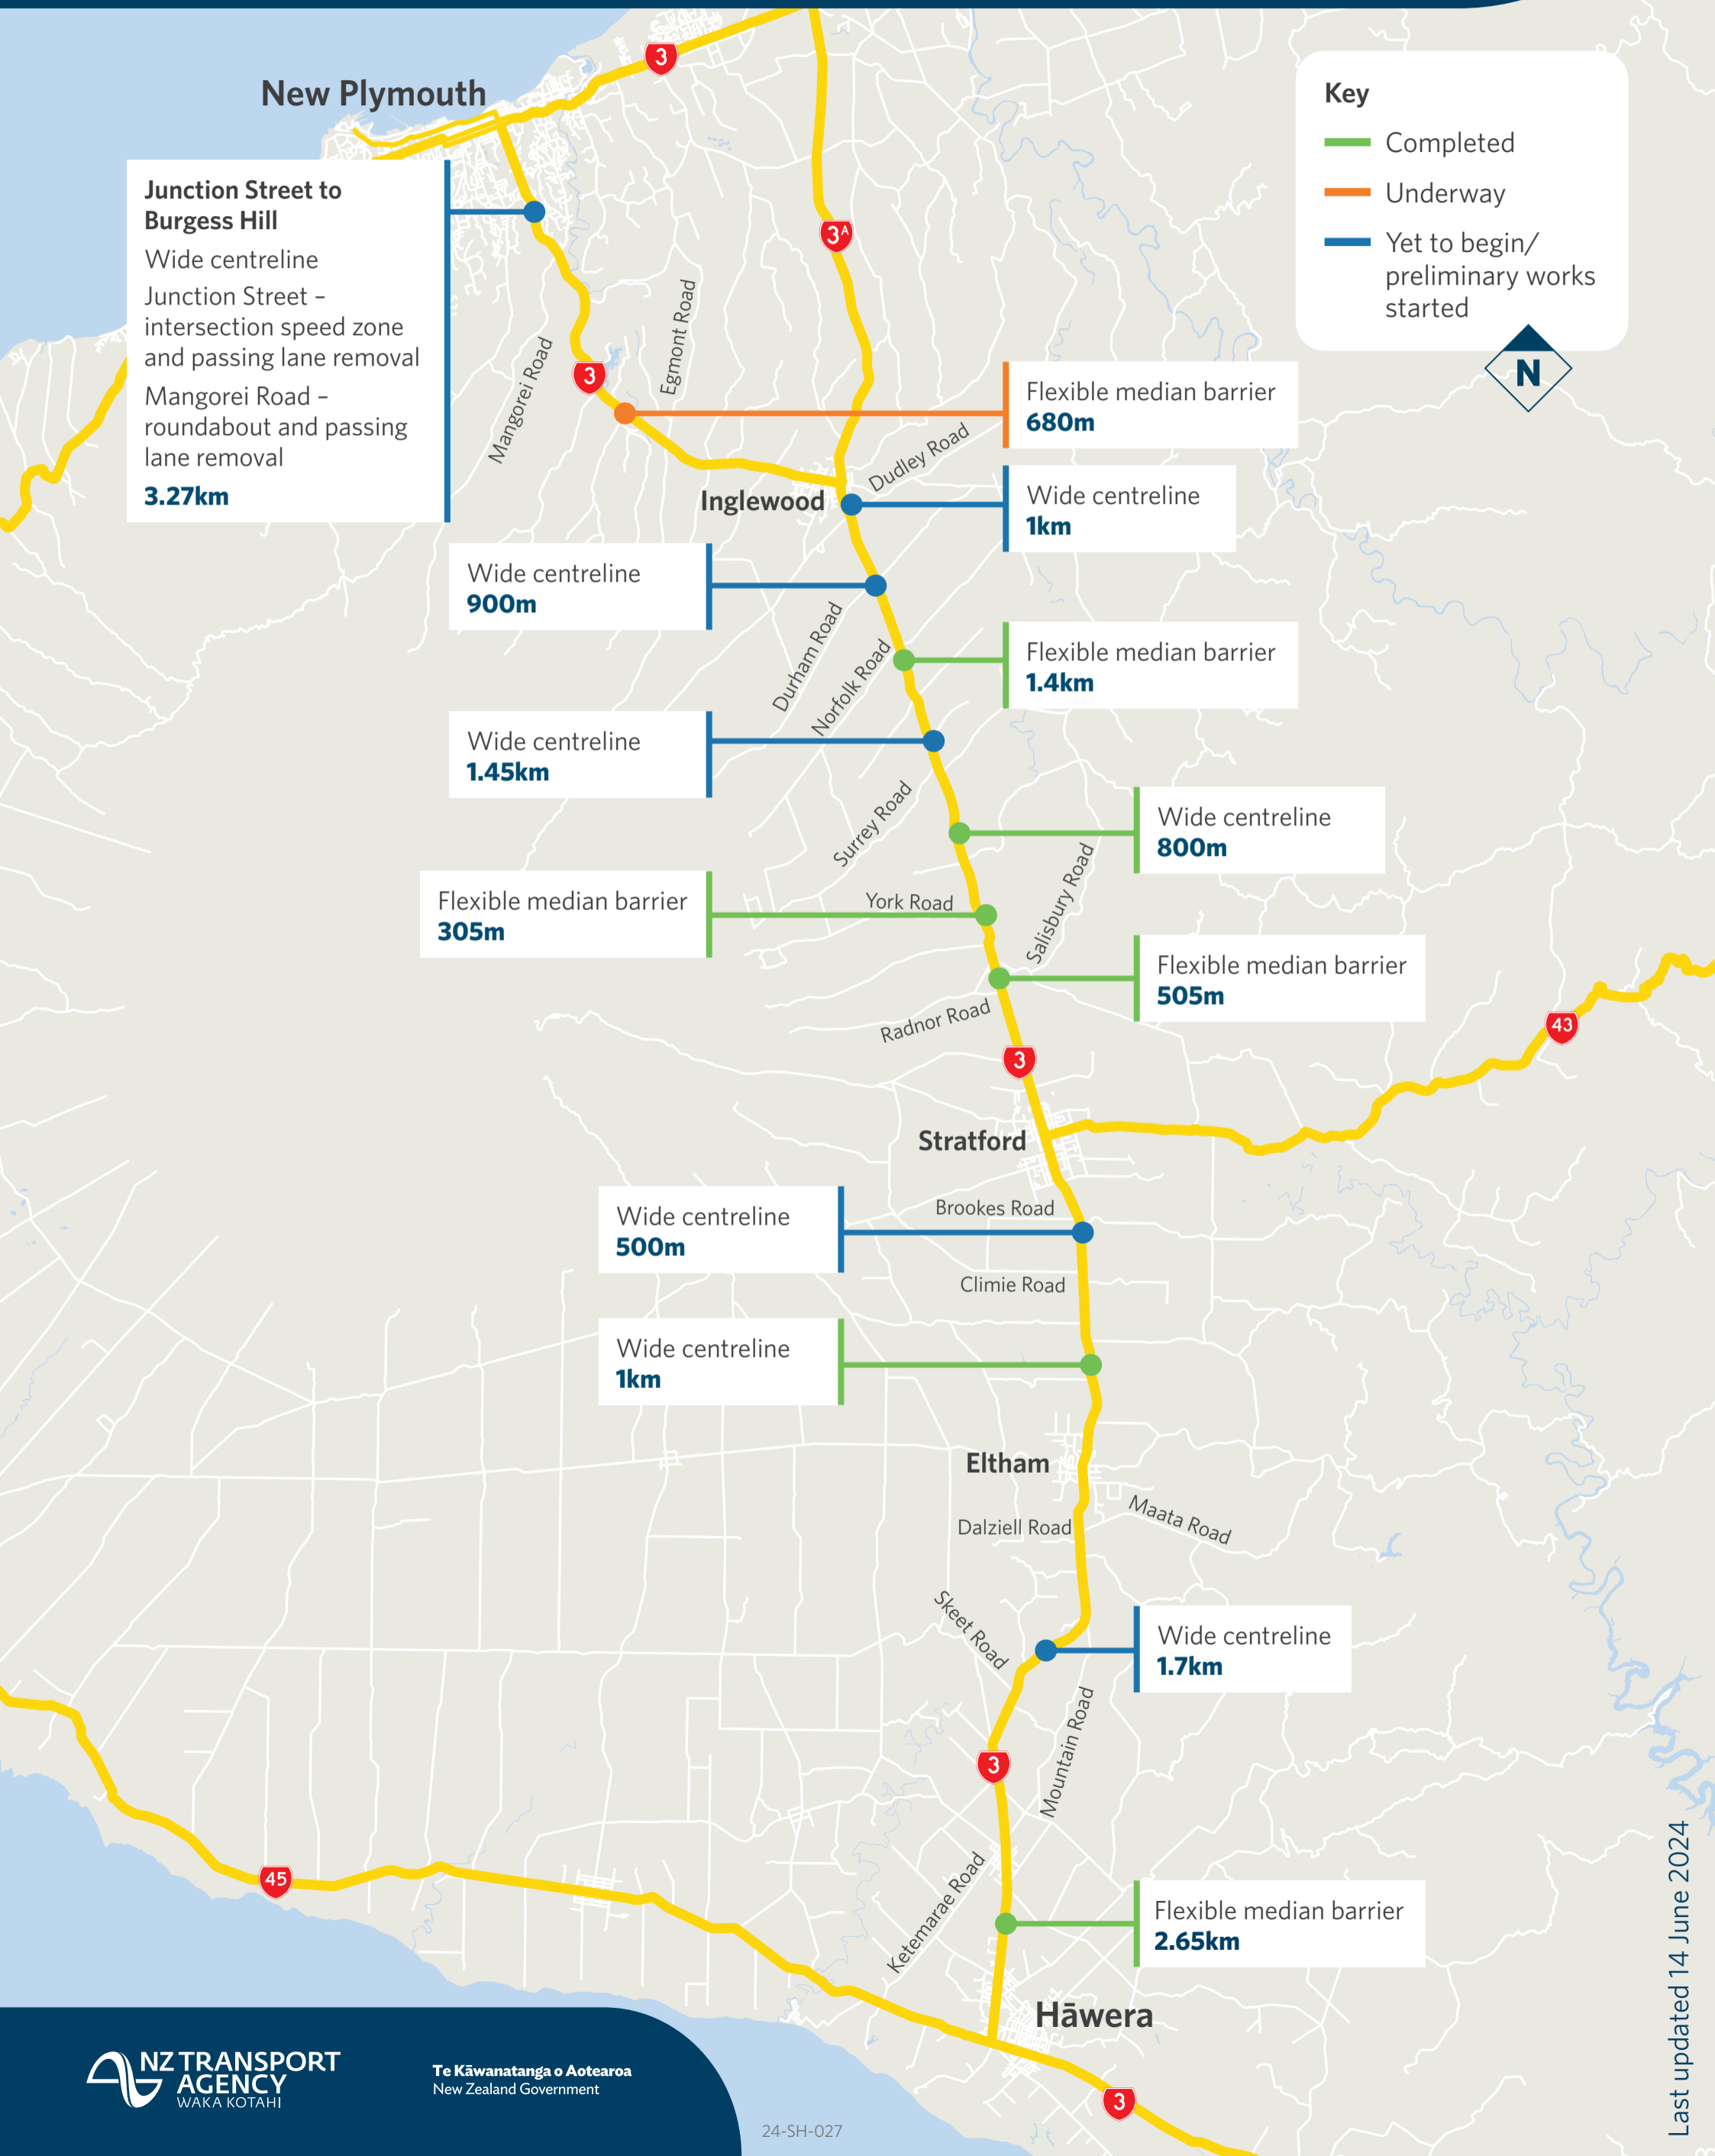 3
New Plymouth
Key
Completed
Underway
Yet to begin/
preliminary works
started
N
Junction Street to
Burgess Hill
Wide centreline
Junction Street –
intersection speed zone
and passing lane removal
Mangorei Road –
roundabout and passing
lane removal
3.27km
3A
Egmont Road
Mangorei Road
3
Flexible median barrier
680m
Dudley Road
Inglewood
Wide centreline
1km
Wide centreline
900m
Durham Road
Norfolk Road
Flexible median barrier
1.4km
Wide centreline
1.45km
Surrey Road
Wide centreline
800m
Flexible median barrier
305m
York Road
Salisbury Road
Flexible median barrier
505m
Radnor Road
43
3
Stratford
Brookes Road
Wide centreline
500m
Climie Road
Wide centreline
1km
Eltham
Maata Road
Dalziell Road
Skeet Road
Wide centreline
1.7km
Mountain Road
3
45
Ketemarae Road
Flexible median barrier
2.65km
Hāwera
3
Last updated 14 June 2024
NZ TRANSPORT
AGENCY
WAKA KOTAHI
Te Kāwanatanga o Aotearoa
New Zealand Government
24-SH-027